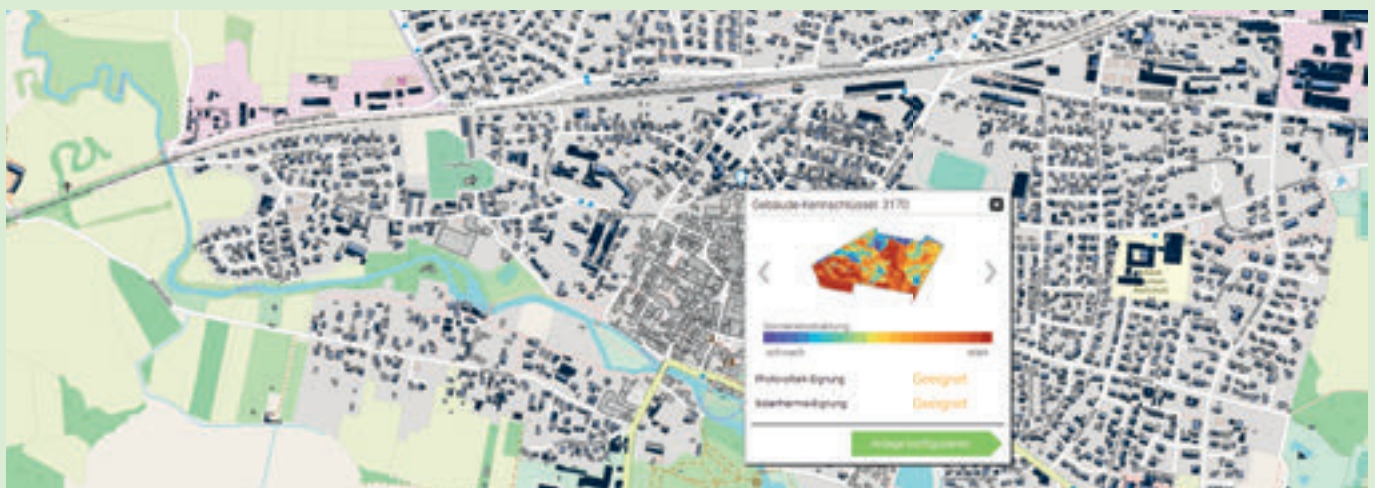 Gebäude-Kennschlüssel 3170
Sonneneinstrahlung
schwach
stark
Photovoltaik-Eignung Geeignet
Solarthermie-Eignung Geeignet
Anlage konfigurieren